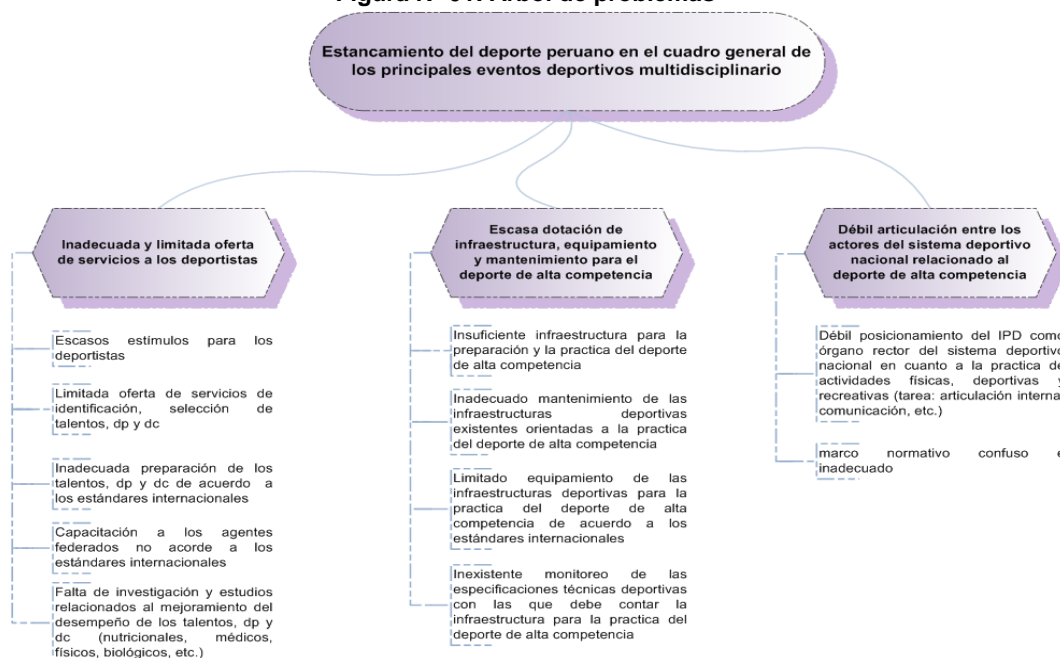 Estancamiento del deporte peruano en el cuadro general de
los principales eventos deportivos multidisciplinario
Inadecuada y limitada oferta
de servicios a los deportistas
Escasos estímulos para los
deportistas
Limitada oferta de servicios de
identificación, selección de
talentos, dp y dc
Inadecuada preparación de los
talentos, dp y dc de acuerdo a
los estándares internacionales
Capacitación a los agentes
federados no acorde a los
estándares internacionales
Falta de investigación y estudios
relacionados al mejoramiento del
desempeño de los talentos, dp y
dc (nutricionales, médicos,
físicos, biológicos, etc.)
Escasa dotación de
infraestructura, equipamiento
y mantenimiento para el
deporte de alta competencia
Insuficiente infraestructura para la
preparación y la practica del deporte
de alta competencia
Inadecuado mantenimiento de las
infraestructuras deportivas
existentes orientadas a la practica
del deporte de alta competencia
Limitado equipamiento de las
infraestructuras deportivas para la
practica del deporte de alta
competencia de acuerdo a los
estándares internacionales
Inexistente monitoreo de las
especificaciones técnicas deportivas
con las que debe contar la
infraestructura para la practica del
deporte de alta competencia
Débil articulación entre los
actores del sistema deportivo
nacional relacionado al
deporte de alta competencia
Débil posicionamiento del IPD como
órgano rector del sistema deportivo
nacional en cuanto a la practica de
actividades físicas, deportivas y
recreativas (tarea: articulación interna,
comunicación, etc.)
marco normativo confuso e
inadecuado